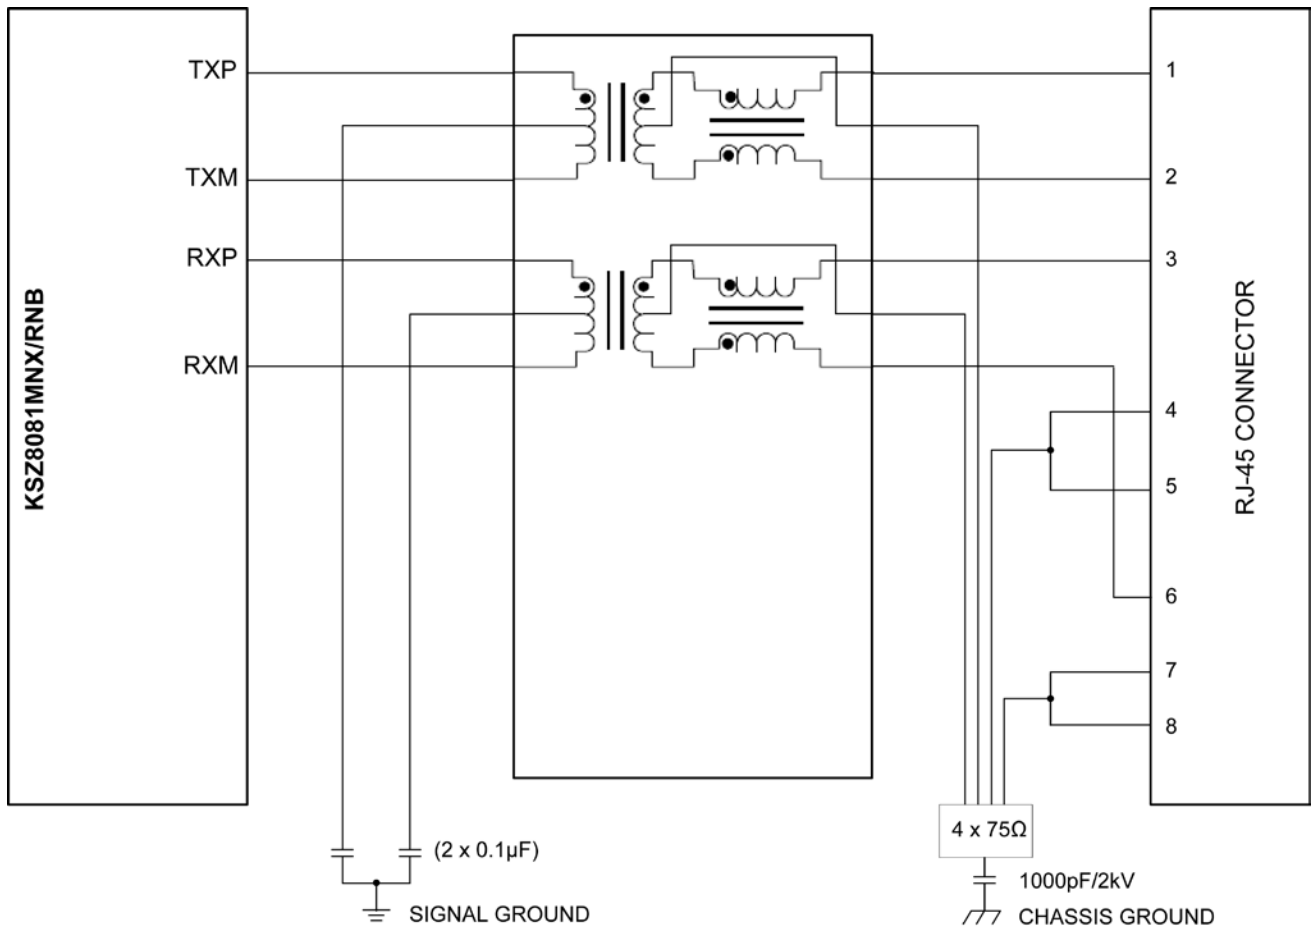 KSZ8081MNX/RNB
TXP
TXM
RXP
RXM
1
2
3
4
5
6
7
8
RJ-45 CONNECTOR
(2 x 0.1µF)
SIGNAL GROUND
4 x 75Ω
1000pF/2kV
CHASSIS GROUND